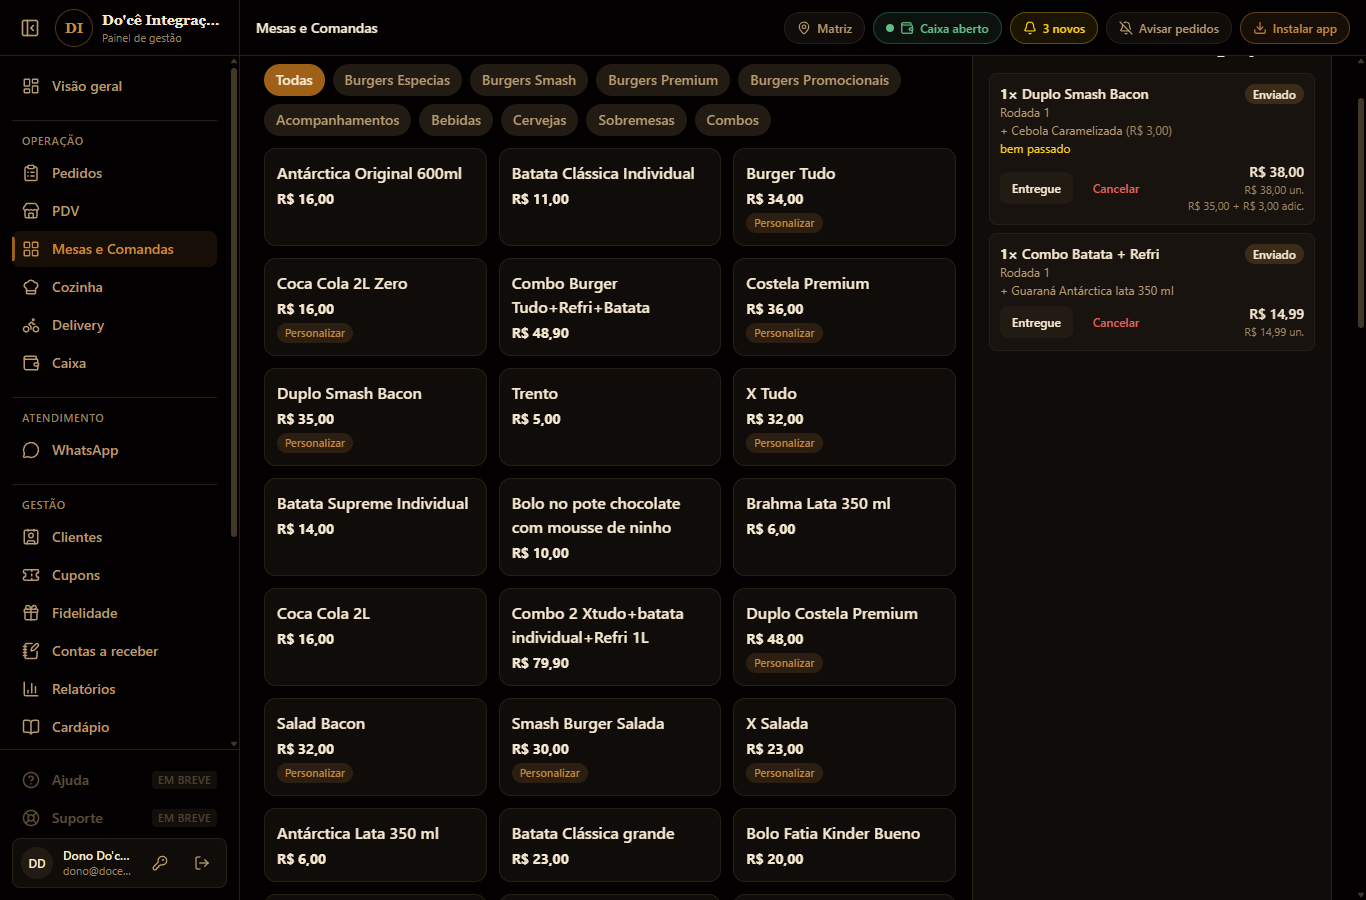 DI
Do'cê Integraç...
Painel de gestão
Mesas e Comandas
Matriz
Caixa aberto
3 novos
Avisar pedidos
Instalar app
Visão geral
OPERAÇÃO
Pedidos
PDV
Mesas e Comandas
Cozinha
Delivery
Caixa
ATENDIMENTO
WhatsApp
GESTÃO
Clientes
Cupons
Fidelidade
Contas a receber
Relatórios
Cardápio
Ajuda EM BREVE
Suporte EM BREVE
DD
Dono Do'c...
dono@doce...
Todas Burgers Especias Burgers Smash Burgers Premium Burgers Promocionais
Acompanhamentos Bebidas Cervejas Sobremesas Combos
Antárctica Original 600ml
R$ 16,00
Batata Clássica Individual
R$ 11,00
Burger Tudo
R$ 34,00
Personalizar
Coca Cola 2L Zero
R$ 16,00
Personalizar
Combo Burger
Tudo+Refri+Batata
R$ 48,90
Costela Premium
R$ 36,00
Personalizar
Duplo Smash Bacon
R$ 35,00
Personalizar
Trento
R$ 5,00
X Tudo
R$ 32,00
Personalizar
Batata Supreme Individual
R$ 14,00
Bolo no pote chocolate
com mousse de ninho
R$ 10,00
Brahma Lata 350 ml
R$ 6,00
Coca Cola 2L
R$ 16,00
Combo 2 Xtudo+batata
individual+Refri 1L
R$ 79,90
Duplo Costela Premium
R$ 48,00
Personalizar
Salad Bacon
R$ 32,00
Personalizar
Smash Burger Salada
R$ 30,00
Personalizar
X Salada
R$ 23,00
Personalizar
Antárctica Lata 350 ml
R$ 6,00
Batata Clássica grande
R$ 23,00
Bolo Fatia Kinder Bueno
R$ 20,00
1× Duplo Smash Bacon
Enviado
Rodada 1
+ Cebola Caramelizada (R$ 3,00)
bem passado
Entregue
Cancelar
R$ 38,00
R$ 38,00 un.
R$ 35,00 + R$ 3,00 adic.
1× Combo Batata + Refri
Enviado
Rodada 1
+ Guaraná Antárctica lata 350 ml
Entregue
Cancelar
R$ 14,99
R$ 14,99 un.